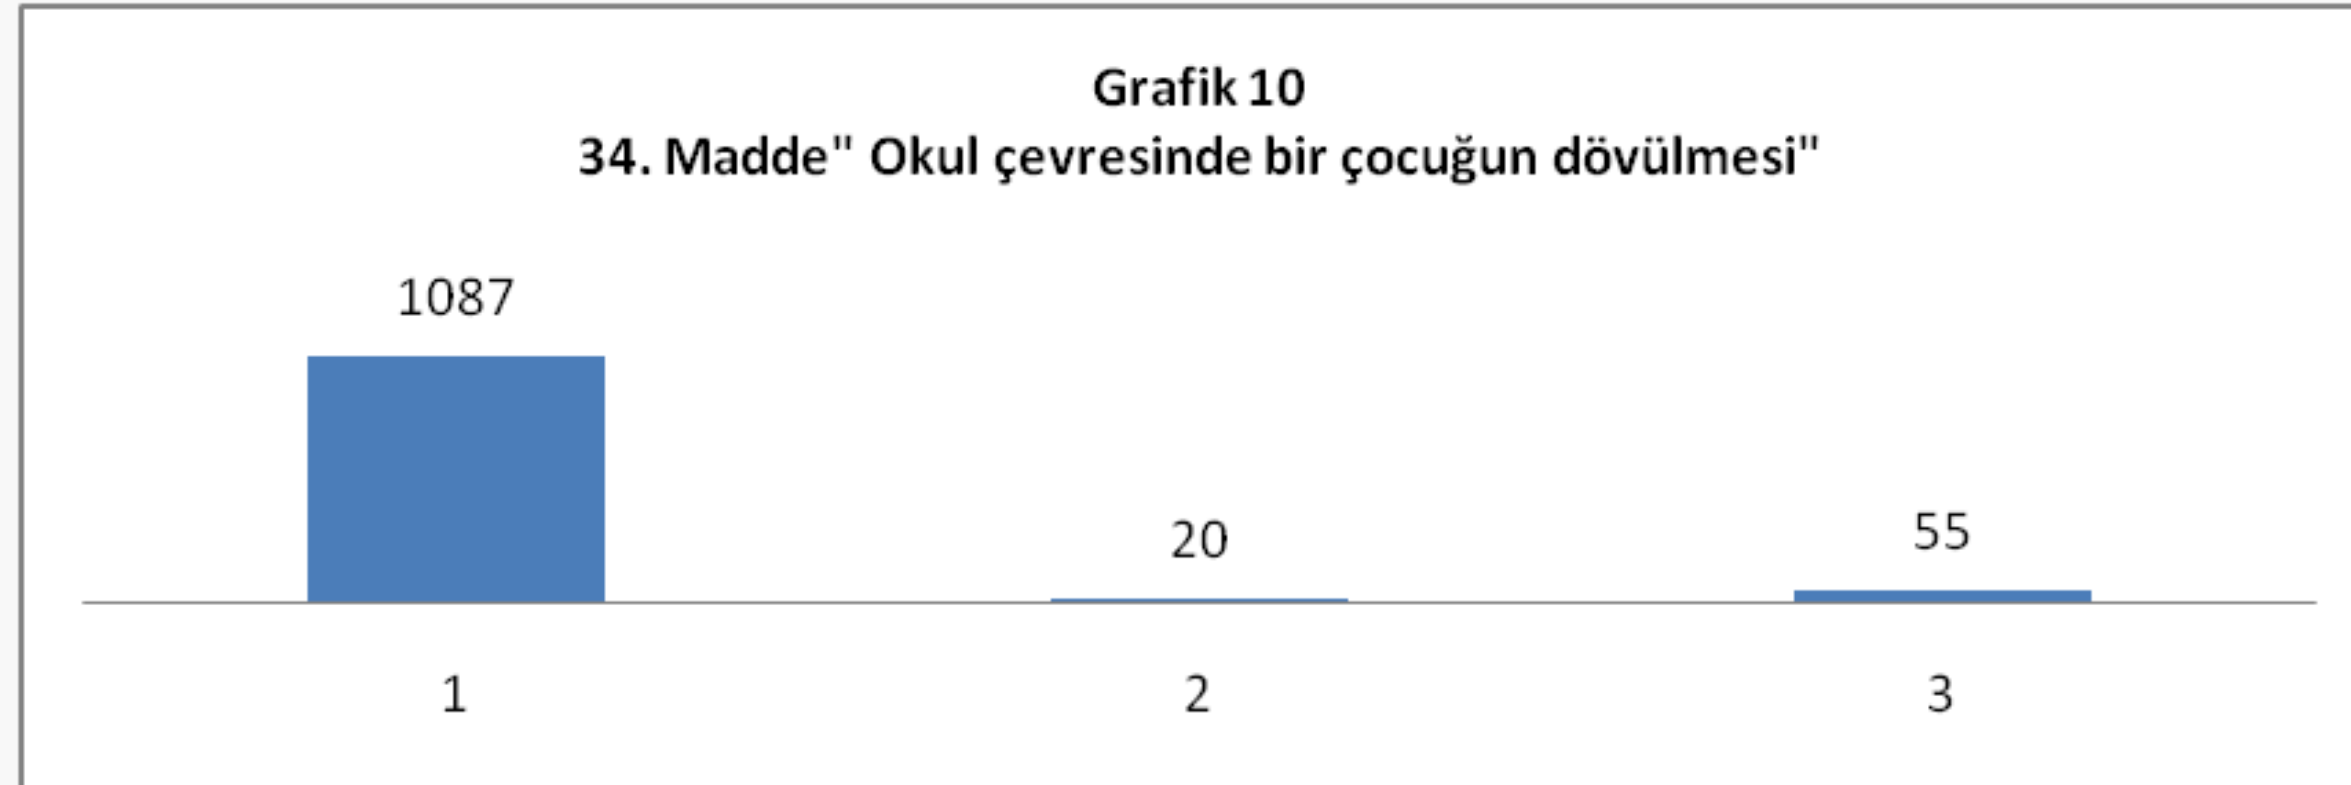 Grafik 10
34. Madde" Okul çevresinde bir çocuğun dövülmesi"
1087
20
55
1 2 3